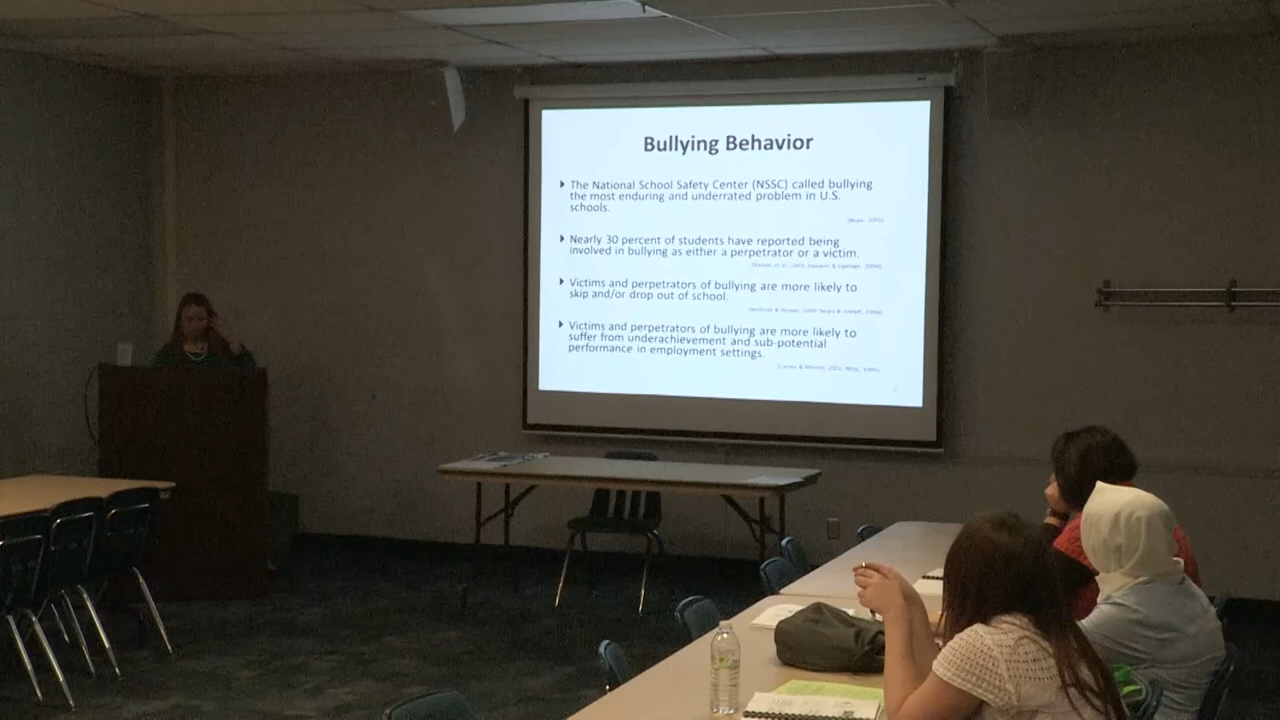 Bullying Behavior
The National School Safety Center (NSSC) called bullying
the most enduring and underrated problem in U.S.
schools.
Nearly 30 percent of students have reported being
involved in bullying as either a perpetrator or a victim.
Victims and perpetrators of bullying are more likely to
skip and/or drop out of school.
Victims and perpetrators of bullying are more likely to
suffer from underachievement and sub-potential
performance in employment settings.